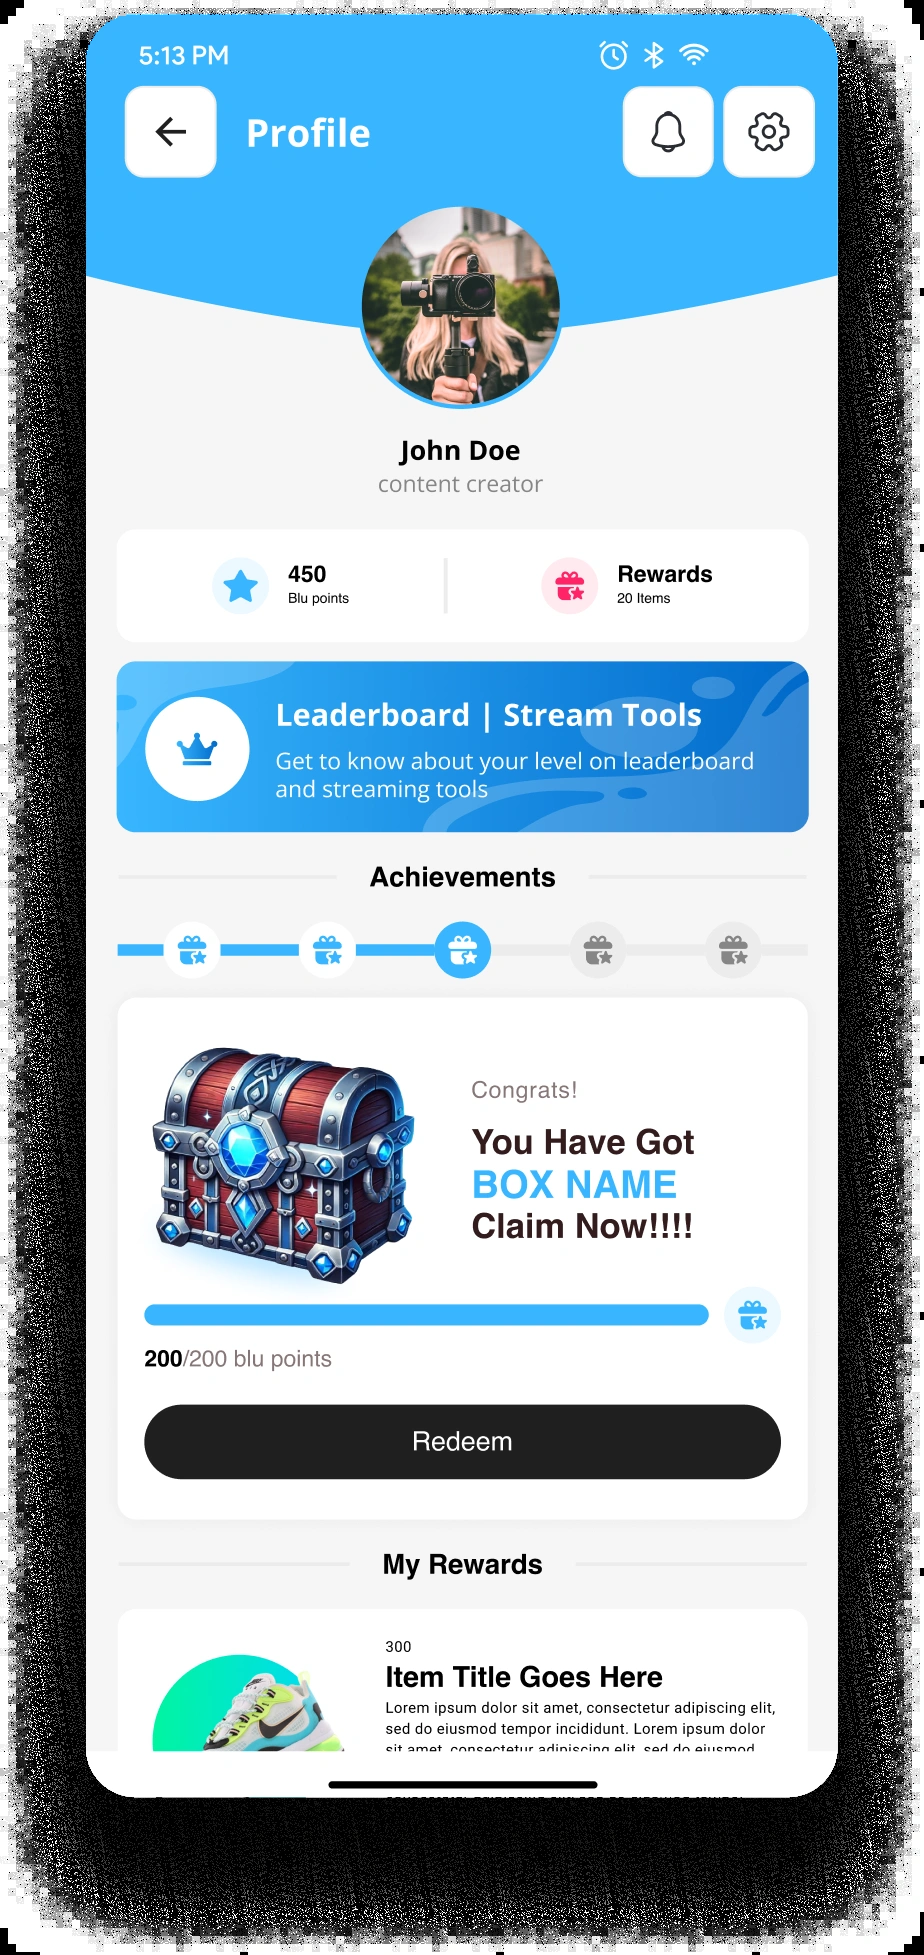 5:13 PM
Profile
John Doe
content creator
450
Blu points
Rewards
20 Items
Leaderboard | Stream Tools
Get to know about your level on leaderboard
and streaming tools
Achievements
Congrats!
You Have Got
BOX NAME
Claim Now!!!!
200/200 blu points
Redeem
My Rewards
300
Item Title Goes Here
Lorem ipsum dolor sit amet, consectetur adipiscing elit,
sed do eiusmod tempor incididunt. Lorem ipsum dolor
sit amet, consectetur adipiscing elit, sed do eiusmod